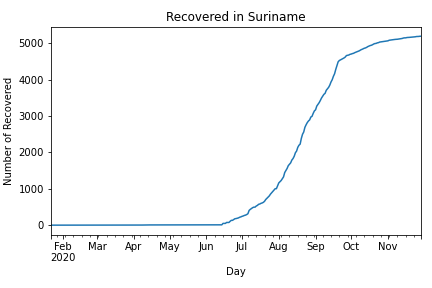 Recovered in Suriname
Number of Recovered
5000
4000
3000
2000
1000
0
Feb Mar Apr May Jun Jul Aug Sep Oct Nov
2020
Day